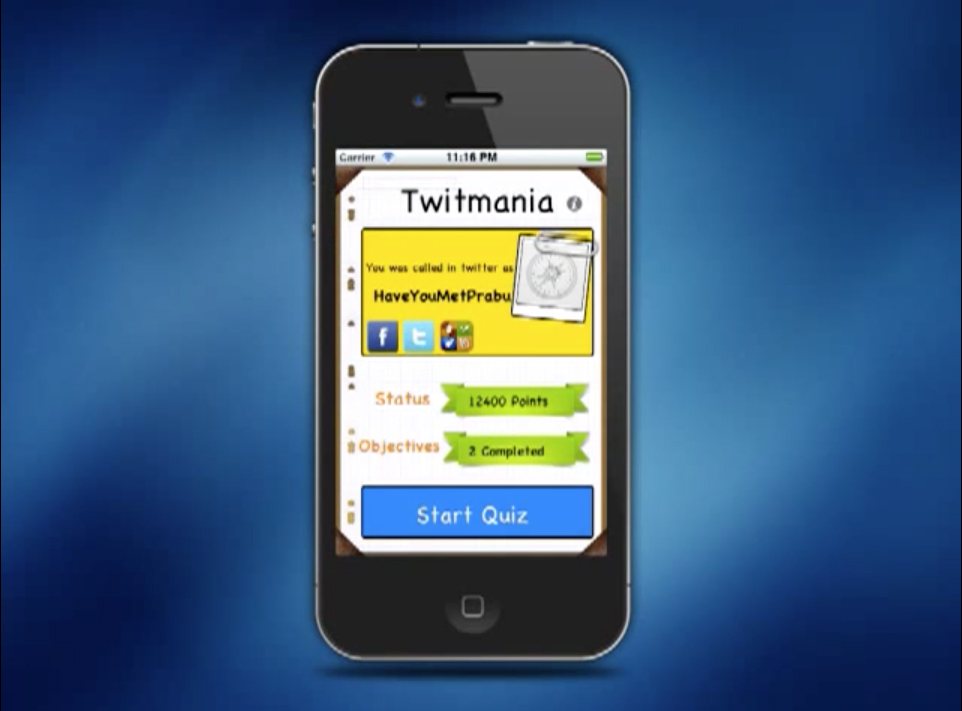 Carrier 11:16 PM
Twitmania
You was called in twitter as
HaveYouMetPrabu
Status 12400 Points
Objectives 2 Completed
Start Quiz